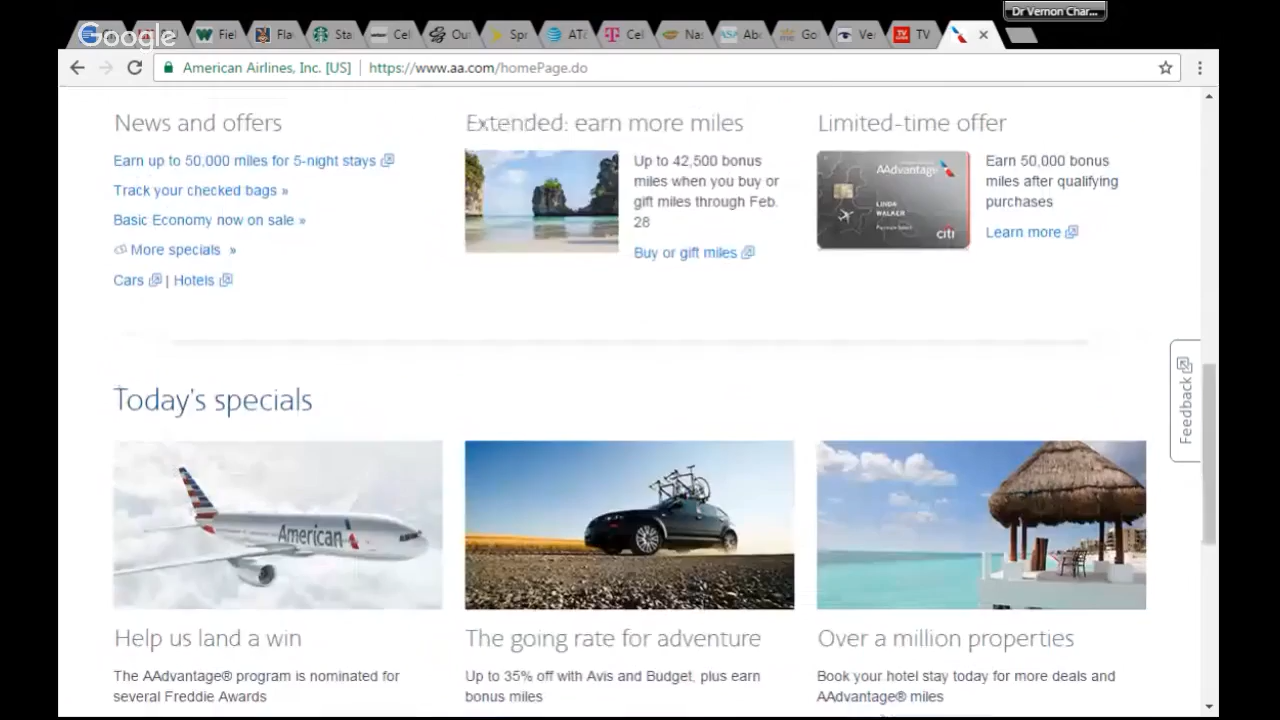 Dr Vernon Char...
Google
Fiel
Fla
Sta
Cel
Ou
Sp
AT
Cel
Na
Ab
Go
Ve
TV
American Airlines, Inc. [US] | https://www.aa.com/homePage.do
News and offers
Earn up to 50,000 miles for 5-night stays
Track your checked bags »
Basic Economy now on sale »
More specials »
Cars | Hotels
Extended: earn more miles
Up to 42,500 bonus
miles when you buy or
gift miles through Feb.
28
Buy or gift miles
Limited-time offer
AAdvantage
LINDA
WALKER
citi
Earn 50,000 bonus
miles after qualifying
purchases
Learn more
Feedback
Today's specials
American
Help us land a win
The AAdvantage® program is nominated for
several Freddie Awards
The going rate for adventure
Up to 35% off with Avis and Budget, plus earn
bonus miles
Over a million properties
Book your hotel stay today for more deals and
AAdvantage® miles